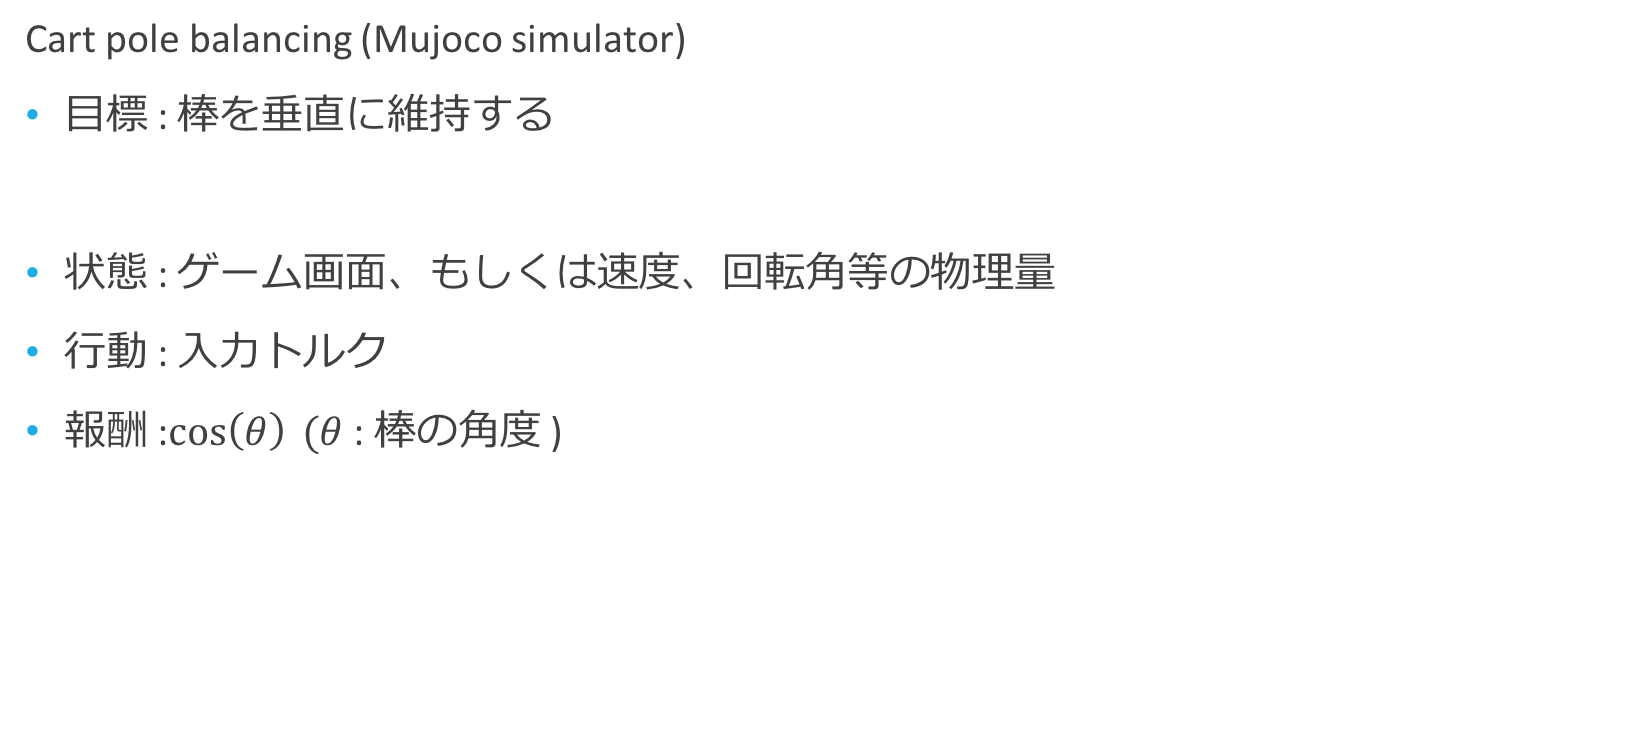 Cart pole balancing (Mujoco simulator)
• 目標 : 棒を垂直に維持する
• 状態 : ゲーム画面、もしくは速度、回転角等の物理量
• 行動 : 入力トルク
• 報酬 :cos(𝜃) (𝜃 : 棒の角度 )